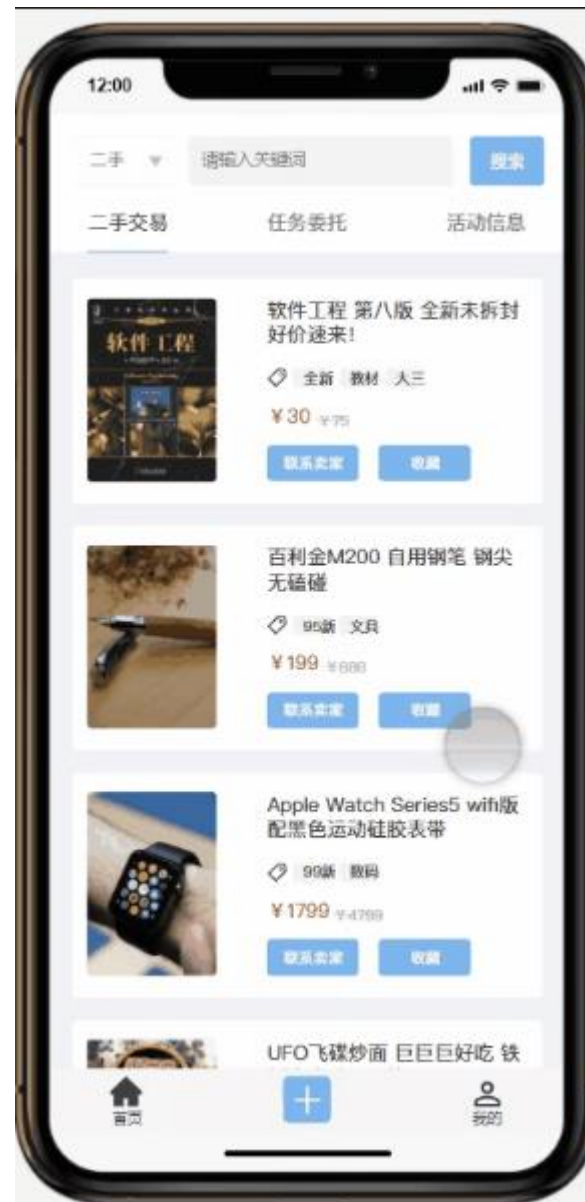 12:00
二手
请输入关键词
搜索
二手交易
任务委托
活动信息
软件工程
软件工程 第八版 全新未拆封
好价速来!
全新 教材 大三
¥30 ¥75
联系卖家
收藏
百利金M200 自用钢笔 钢尖
无磕碰
95新 文具
¥199 ¥888
联系卖家
收藏
Apple Watch Series5 wifi版
配黑色运动硅胶表带
99新 数码
¥1799 ¥4799
联系卖家
收藏
UFO飞碟炒面 巨巨巨好吃 铁
首页
我的